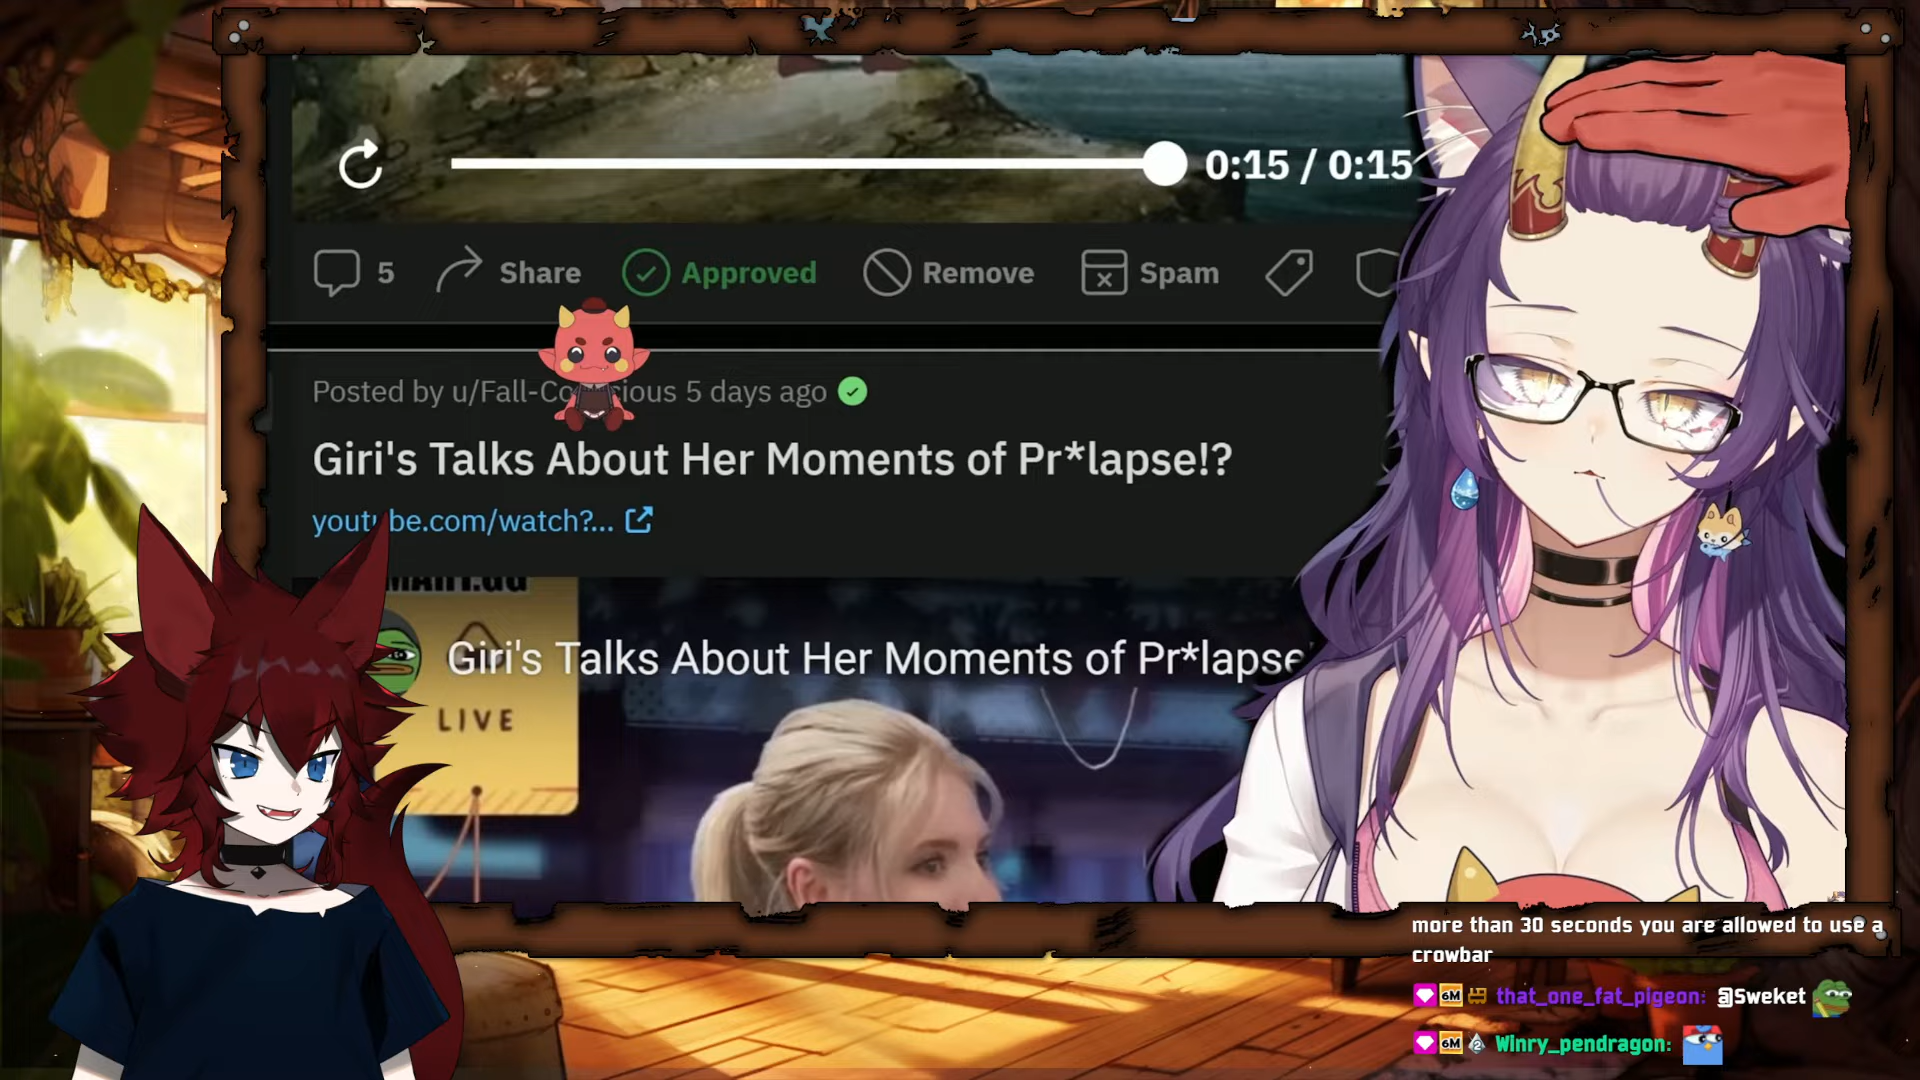 0:15 / 0:15
5 Share Approved Remove Spam
Posted by u/Fall-Co ious 5 days ago
Giri's Talks About Her Moments of Pr*lapse!?
youtube.com/watch?...
Giri's Talks About Her Moments of Pr*lapse
LIVE
more than 30 seconds you are allowed to use a
crowbar
6M that_one_fat_pigeon: @Sweket
6M 2 Winry_pendragon: